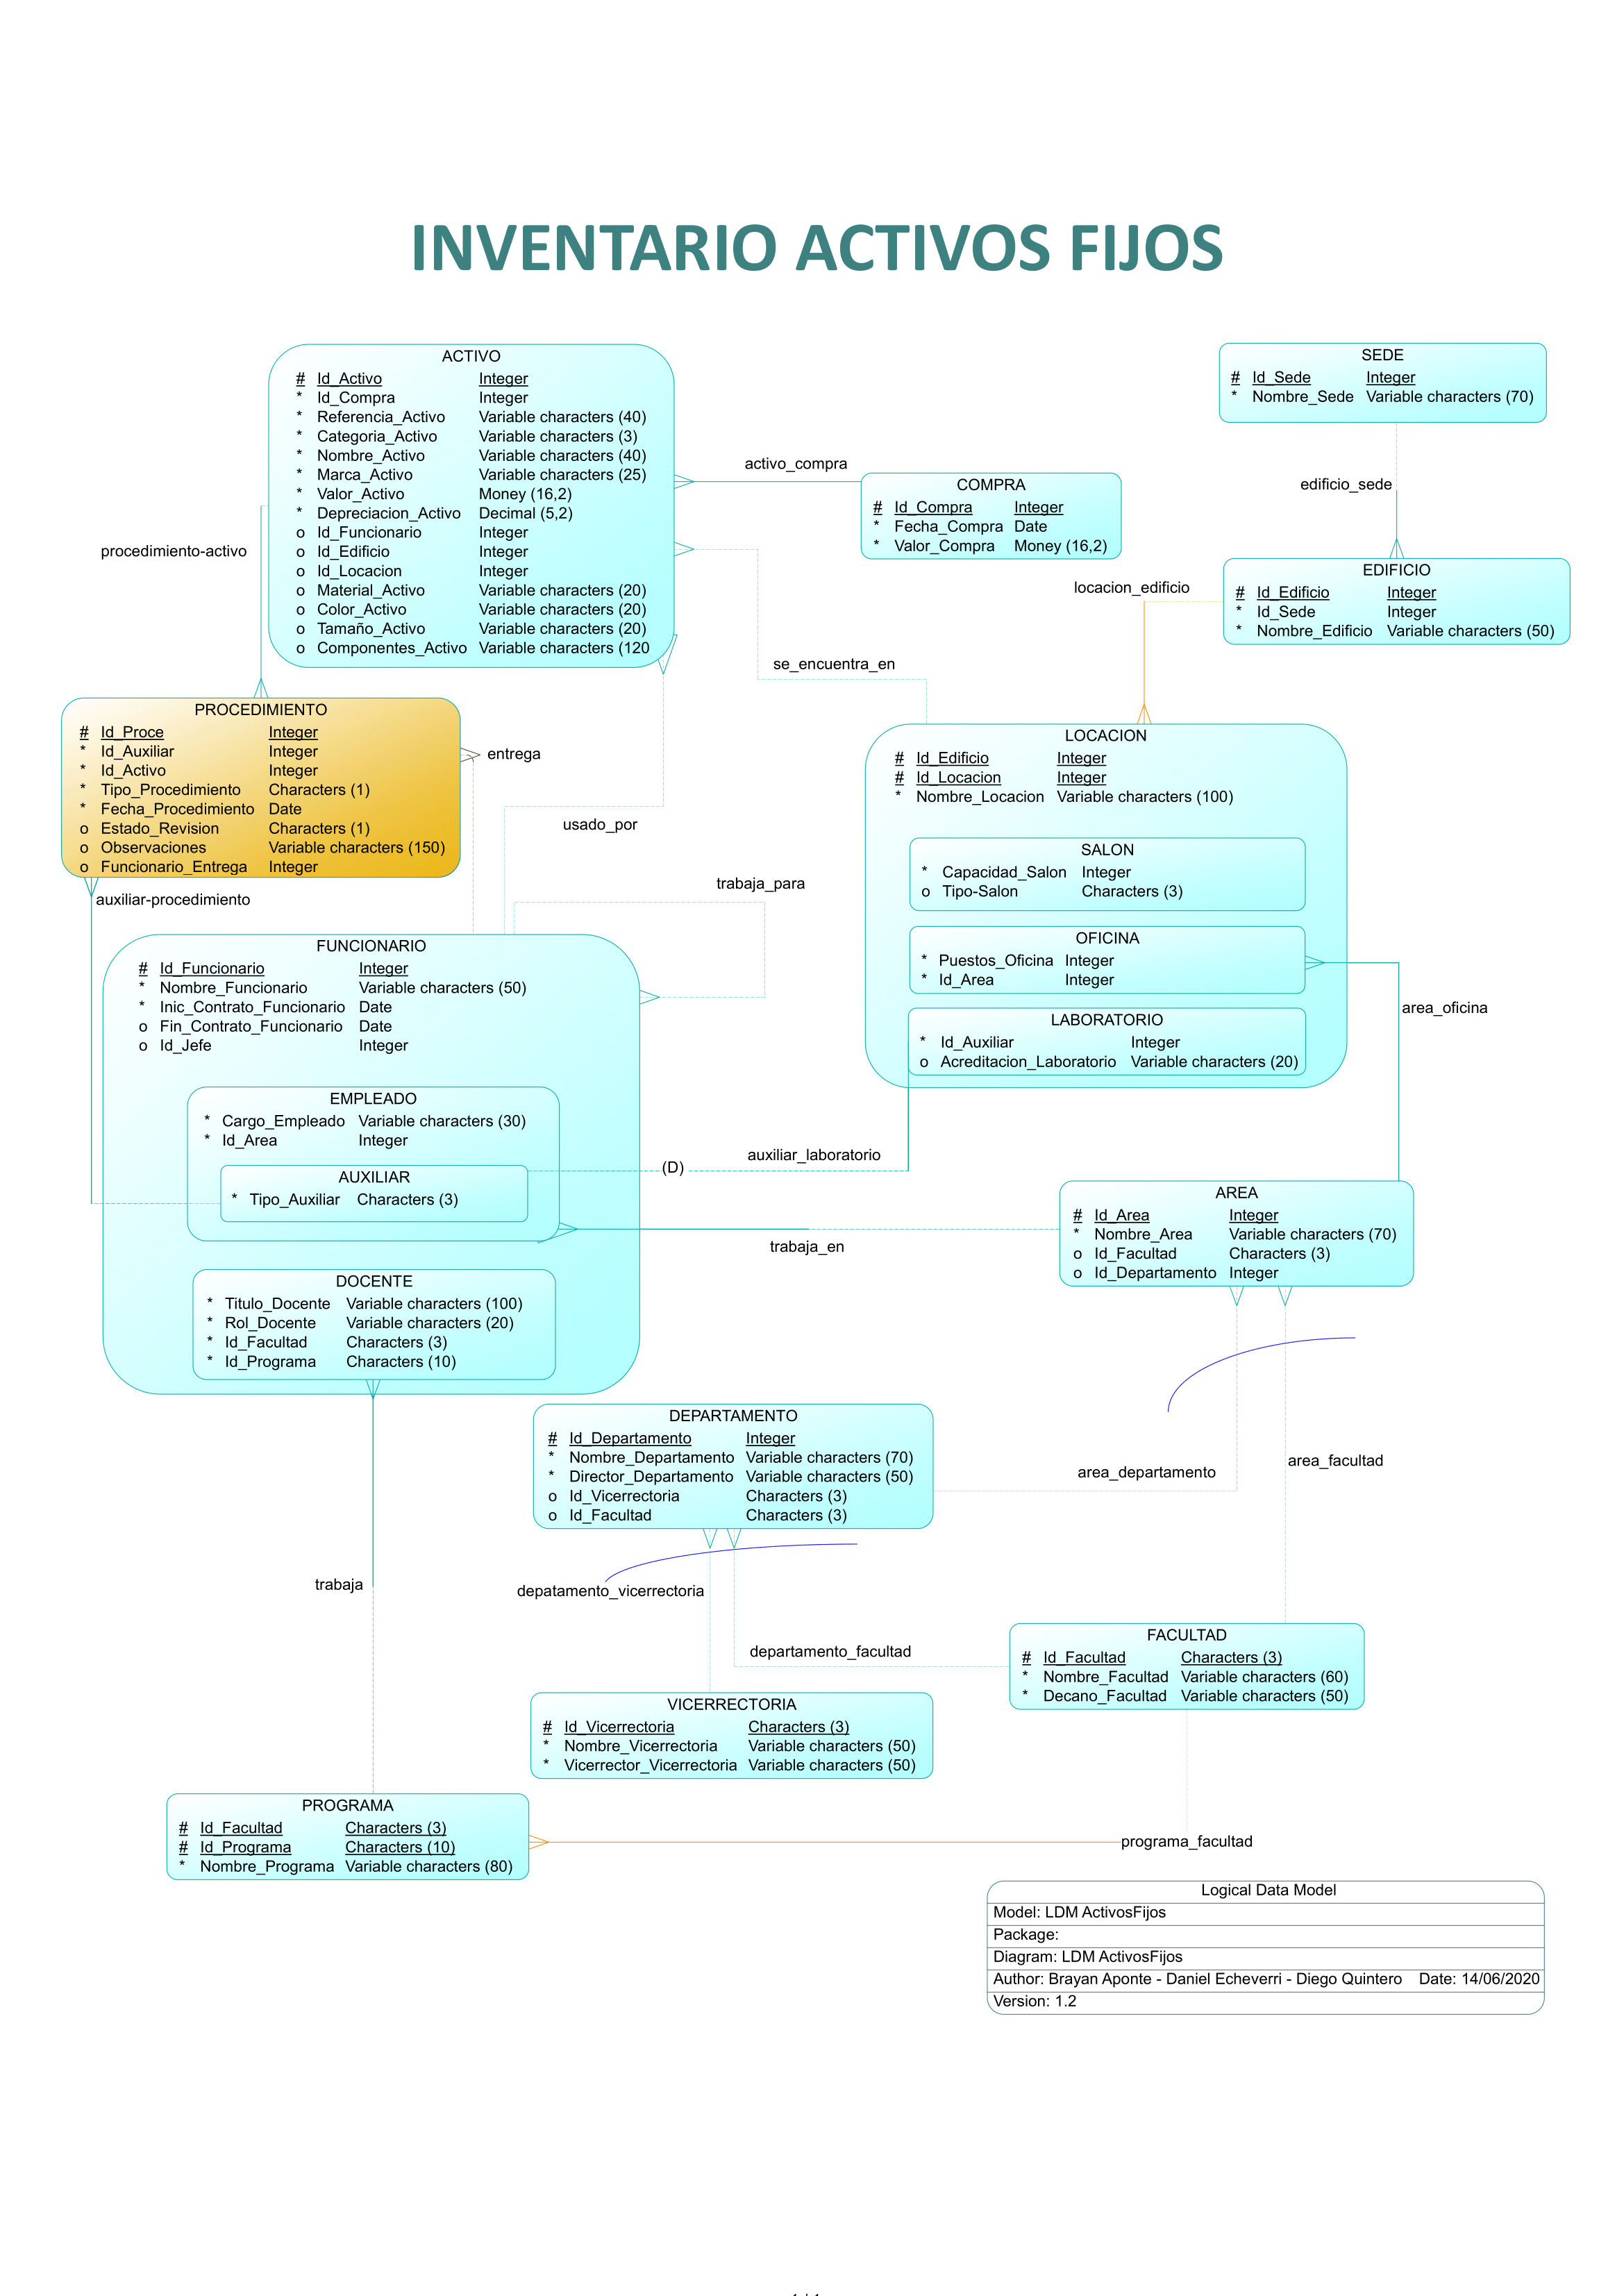 INVENTARIO ACTIVOS FIJOS
ACTIVO
# Id_Activo Integer
* Id_Compra Integer
* Referencia_Activo Variable characters (40)
* Categoria_Activo Variable characters (3)
* Nombre_Activo Variable characters (40)
* Marca_Activo Variable characters (25)
* Valor_Activo Money (16,2)
* Depreciacion_Activo Decimal (5,2)
o Id_Funcionario Integer
o Id_Edificio Integer
o Id_Locacion Integer
o Material_Activo Variable characters (20)
o Color_Activo Variable characters (20)
o Tamaño_Activo Variable characters (20)
o Componentes_Activo Variable characters (120
SEDE
# Id_Sede Integer
* Nombre_Sede Variable characters (70)
activo_compra
COMPRA
# Id_Compra Integer
* Fecha_Compra Date
* Valor_Compra Money (16,2)
edificio_sede
EDIFICIO
# Id_Edificio Integer
* Id_Sede Integer
* Nombre_Edificio Variable characters (50)
procedimiento-activo
locacion_edificio
se_encuentra_en
PROCEDIMIENTO
# Id_Proce Integer
* Id_Auxiliar Integer
* Id_Activo Integer
* Tipo_Procedimiento Characters (1)
* Fecha_Procedimiento Date
o Estado_Revision Characters (1)
o Observaciones Variable characters (150)
o Funcionario_Entrega Integer
entrega
usado_por
trabaja_para
auxiliar-procedimiento
LOCACION
# Id_Edificio Integer
# Id_Locacion Integer
* Nombre_Locacion Variable characters (100)
SALON
* Capacidad_Salon Integer
o Tipo-Salon Characters (3)
OFICINA
* Puestos_Oficina Integer
* Id_Area Integer
LABORATORIO
* Id_Auxiliar Integer
o Acreditacion_Laboratorio Variable characters (20)
area_oficina
FUNCIONARIO
# Id_Funcionario Integer
* Nombre_Funcionario Variable characters (50)
* Inic_Contrato_Funcionario Date
o Fin_Contrato_Funcionario Date
o Id_Jefe Integer
EMPLEADO
* Cargo_Empleado Variable characters (30)
* Id_Area Integer
AUXILIAR
* Tipo_Auxiliar Characters (3)
(D)
auxiliar_laboratorio
trabaja_en
AREA
# Id_Area Integer
* Nombre_Area Variable characters (70)
o Id_Facultad Characters (3)
o Id_Departamento Integer
DOCENTE
* Titulo_Docente Variable characters (100)
* Rol_Docente Variable characters (20)
* Id_Facultad Characters (3)
* Id_Programa Characters (10)
DEPARTAMENTO
# Id_Departamento Integer
* Nombre_Departamento Variable characters (70)
* Director_Departamento Variable characters (50)
o Id_Vicerrectoria Characters (3)
o Id_Facultad Characters (3)
area_departamento
area_facultad
trabaja
depatamento_vicerrectoria
departamento_facultad
FACULTAD
# Id_Facultad Characters (3)
* Nombre_Facultad Variable characters (60)
* Decano_Facultad Variable characters (50)
VICERRECTORIA
# Id_Vicerrectoria Characters (3)
* Nombre_Vicerrectoria Variable characters (50)
* Vicerrector_Vicerrectoria Variable characters (50)
PROGRAMA
# Id_Facultad Characters (3)
# Id_Programa Characters (10)
* Nombre_Programa Variable characters (80)
programa_facultad
Logical Data Model
Model: LDM ActivosFijos
Package:
Diagram: LDM ActivosFijos
Author: Brayan Aponte - Daniel Echeverri - Diego Quintero Date: 14/06/2020
Version: 1.2